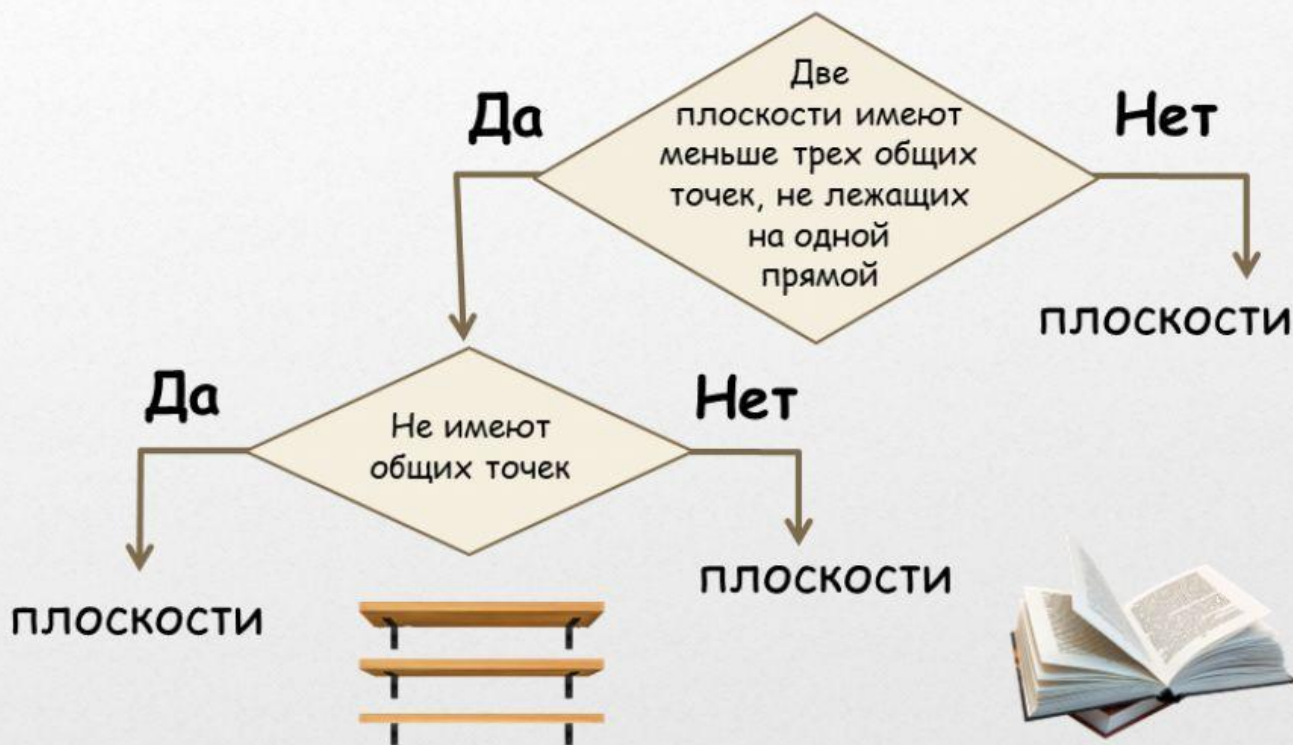 Две
плоскости имеют
меньше трех общих
точек, не лежащих
на одной
прямой
Да
Нет
плоскости
Да
Нет
Не имеют
общих точек
плоскости
плоскости